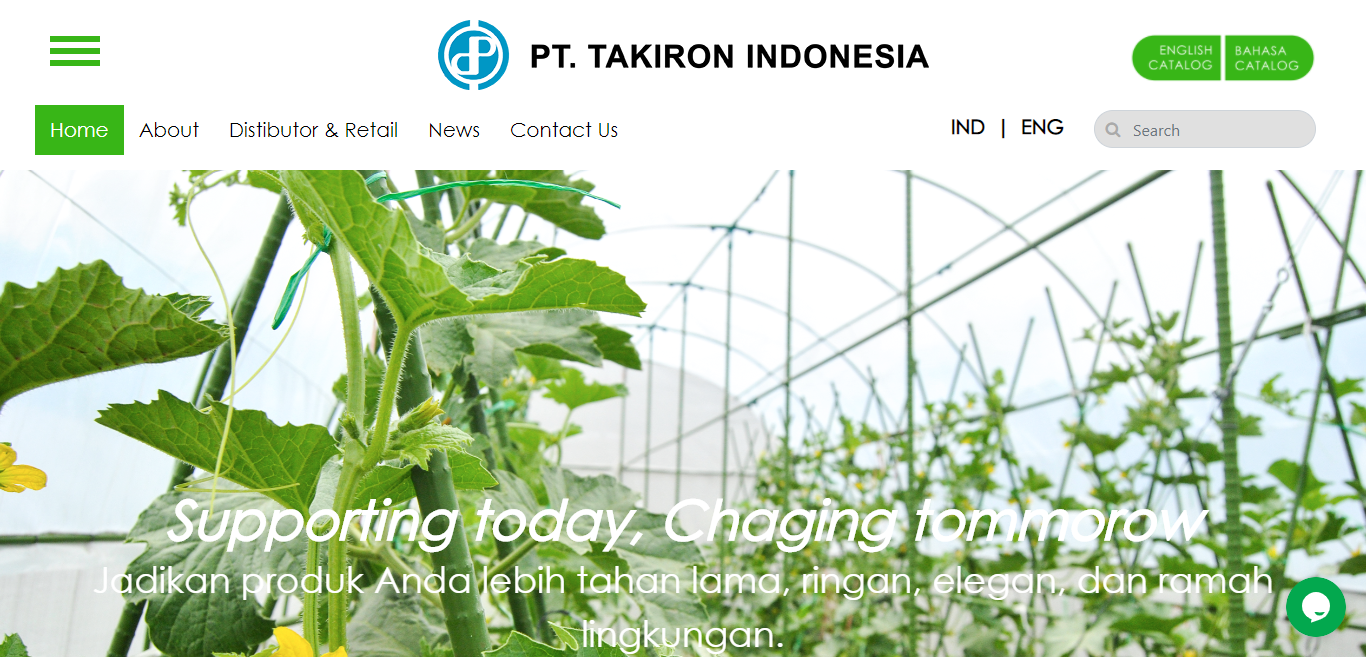 PT. TAKIRON INDONESIA
ENGLISH CATALOG
BAHASA CATALOG
Home About Distibutor & Retail News Contact Us
IND | ENG
Search
Supporting today, Chaging tommorow
Jadikan produk Anda lebih tahan lama, ringan, elegan, dan ramah
lingkungan.